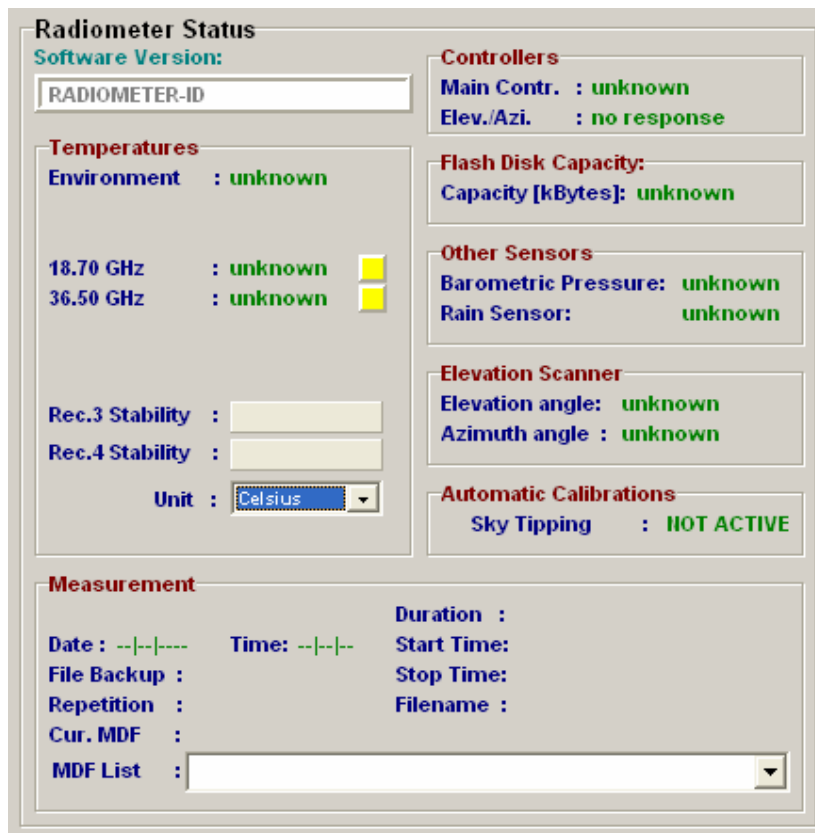 Radiometer Status
Software Version:
RADIOMETER-ID
Temperatures
Environment : unknown
18.70 GHz : unknown
36.50 GHz : unknown
Rec.3 Stability :
Rec.4 Stability :
Unit : Celsius
Controllers
Main Contr. : unknown
Elev./Azi. : no response
Flash Disk Capacity:
Capacity [kBytes]: unknown
Other Sensors
Barometric Pressure: unknown
Rain Sensor: unknown
Elevation Scanner
Elevation angle: unknown
Azimuth angle : unknown
Automatic Calibrations
Sky Tipping : NOT ACTIVE
Measurement
Duration :
Date : --|--|---- Time: --|--|-- Start Time:
File Backup : Stop Time:
Repetition : Filename :
Cur. MDF :
MDF List :